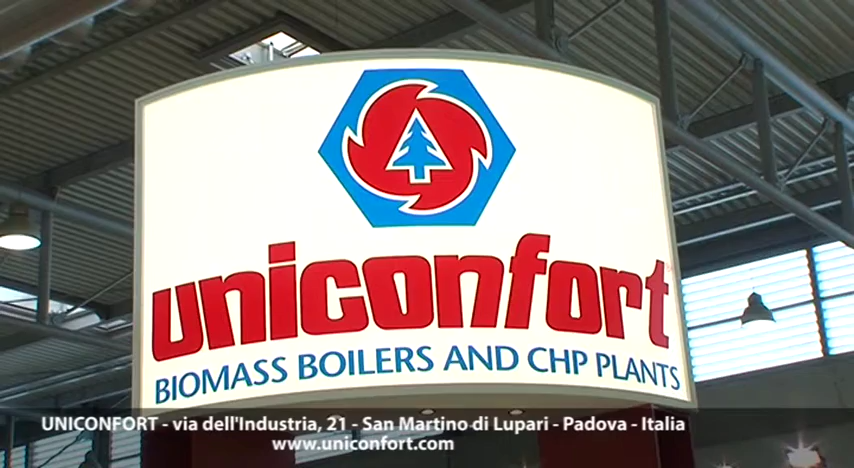 uniconfort
BIOMASS BOILERS AND CHP PLANTS
UNICONFORT - via dell'Industria, 21 - San Martino di Lupari - Padova - Italia
www.uniconfort.com